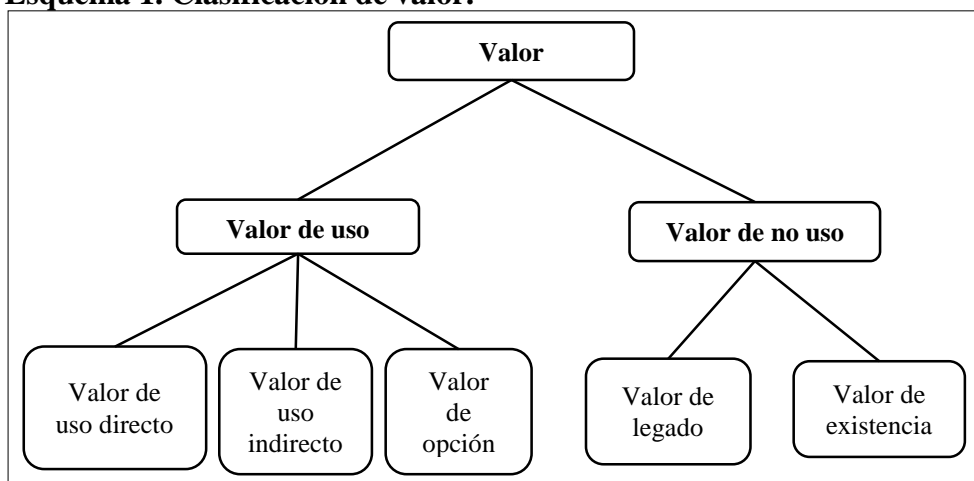 Esquema 1. Clasificación de valor.
Valor
Valor de uso
Valor de no uso
Valor de
uso directo
Valor de
uso
indirecto
Valor
de
opción
Valor de
legado
Valor de
existencia